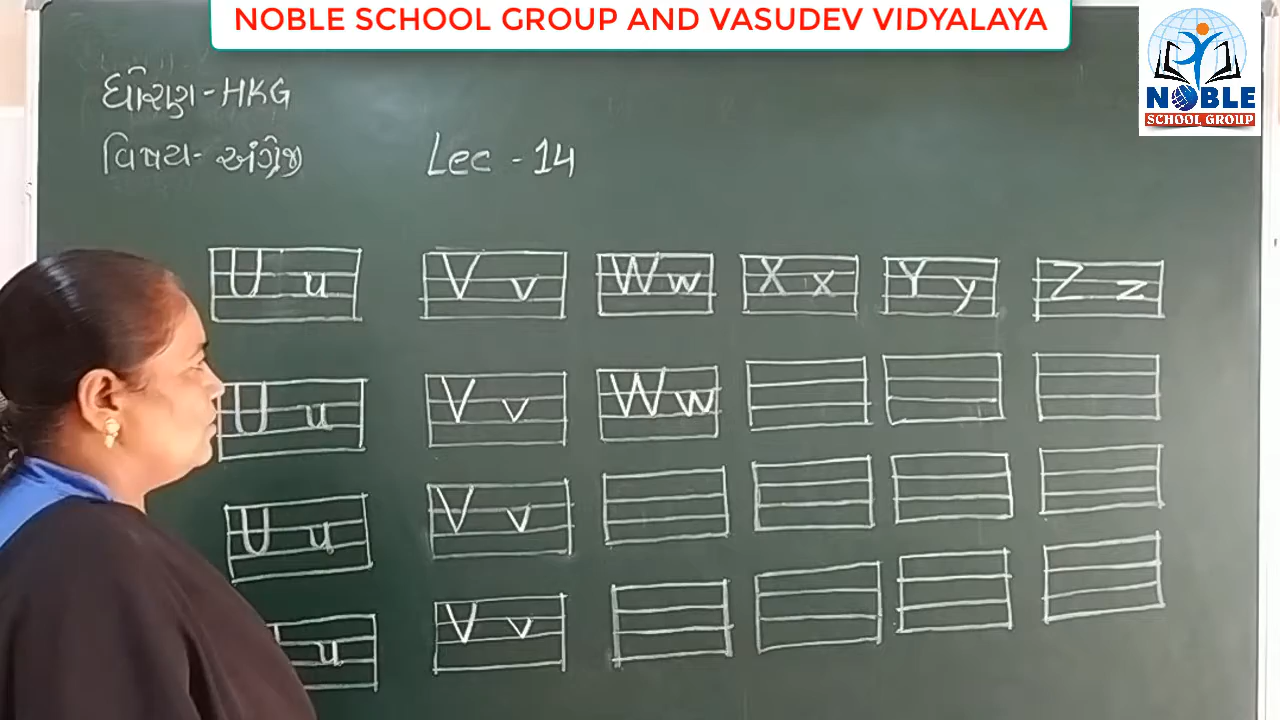 NOBLE SCHOOL GROUP AND VASUDEV VIDYALAYA
NOBLE
SCHOOL GROUP
ધોરણ - HKG
વિષય - અંગ્રેજી
Lec - 14
U u V v W w X x Y y Z z
U u V v W w
U u V v
u V v